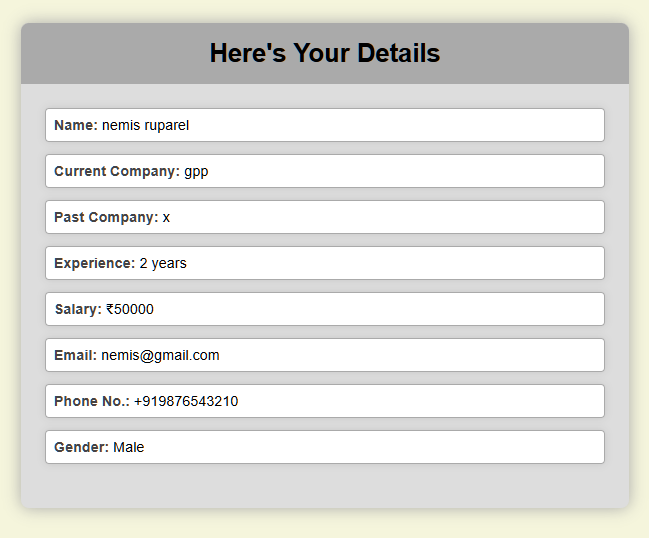 Here's Your Details
Name: nemis ruparel
Current Company: gpp
Past Company: x
Experience: 2 years
Salary: ₹50000
Email: nemis@gmail.com
Phone No.: +919876543210
Gender: Male